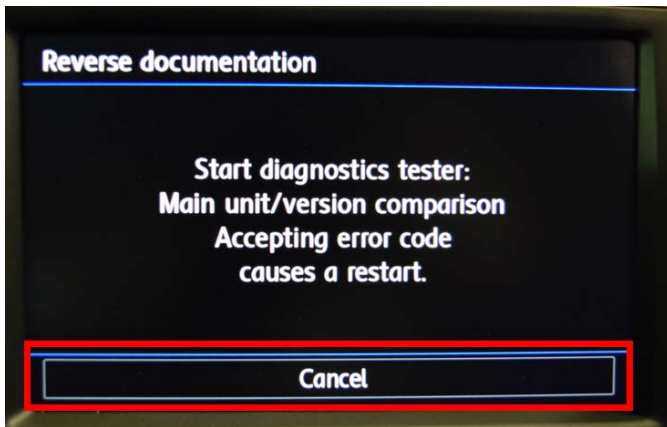 Reverse documentation
Start diagnostics tester:
Main unit/version comparison
Accepting error code
causes a restart.
Cancel